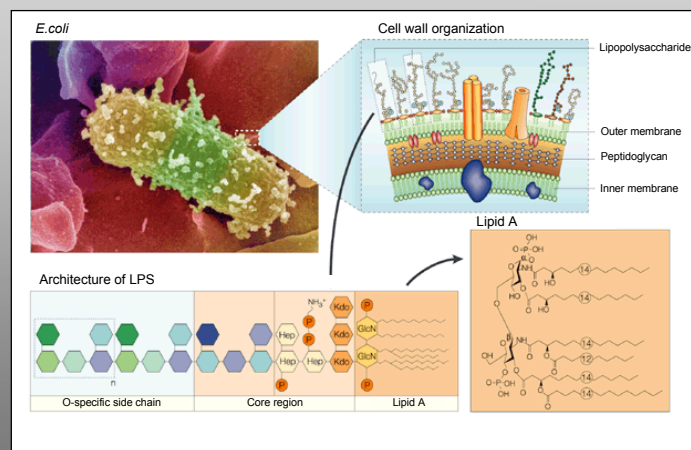 E.coli
Cell wall organization
Lipopolysaccharide
Outer membrane
Peptidoglycan
Inner membrane
Lipid A
Architecture of LPS
n
Hep
Hep
Hep
P
P
P
NH3+
Kdo
Kdo
Kdo
P
GlcN
GlcN
P
O-specific side chain
Core region
Lipid A
OH
O=P-OH
O
NH
O
O
HO
14
HO
O
O
14
NH
O
14
12
OH
O
O
O=P-OH
OH
14
14